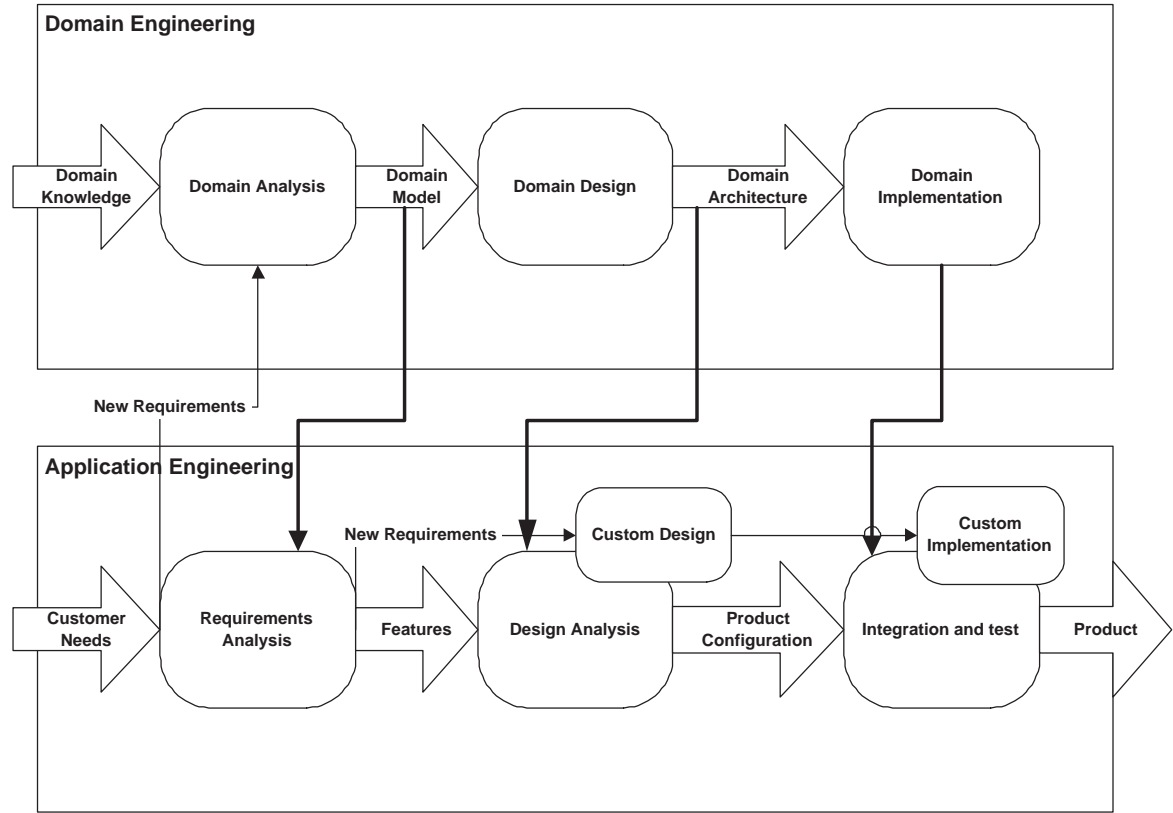 Domain Engineering
Domain
Knowledge
Domain Analysis
Domain
Model
Domain Design
Domain
Architecture
Domain
Implementation
New Requirements
Application Engineering
New Requirements
Custom Design
Custom
Implementation
Customer
Needs
Requirements
Analysis
Features
Design Analysis
Product
Configuration
Integration and test
Product